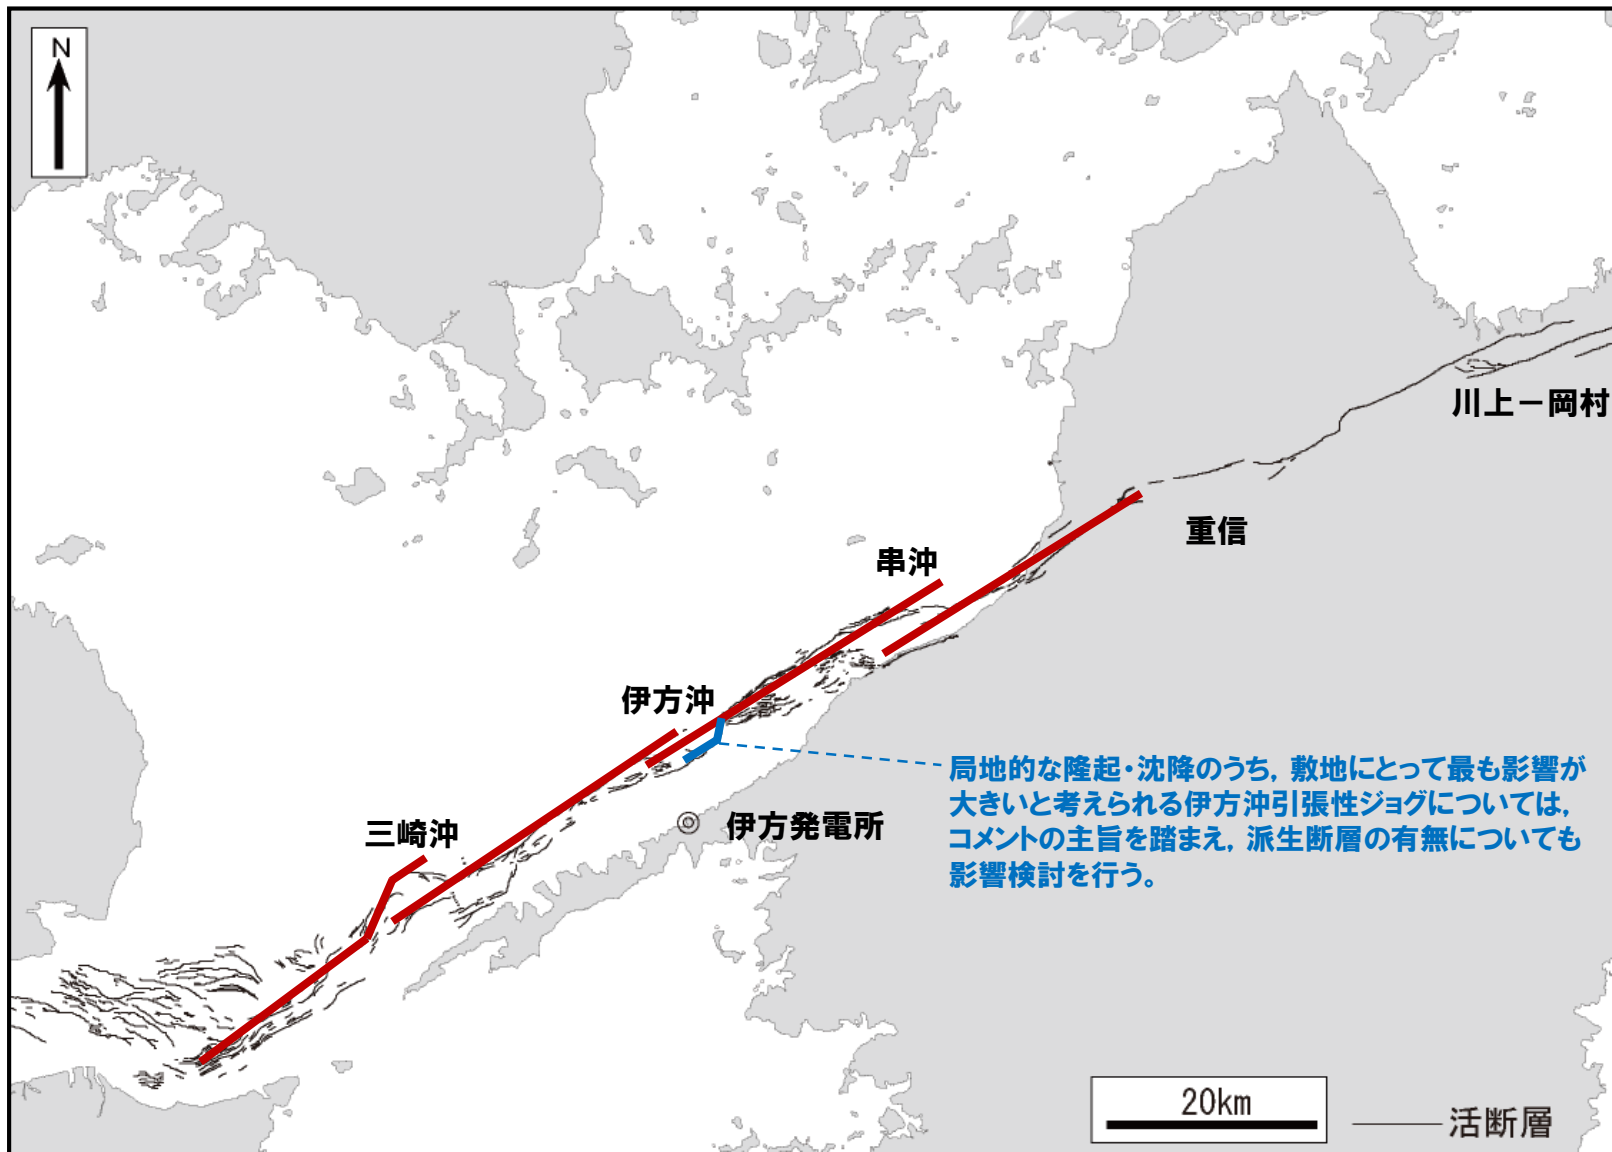 N
川上－岡村
重信
串沖
伊方沖
局地的な隆起・沈降のうち，敷地にとって最も影響が
大きいと考えられる伊方沖引張性ジョグについては，
コメントの主旨を踏まえ，派生断層の有無についても
影響検討を行う。
伊方発電所
三崎沖
20km
活断層